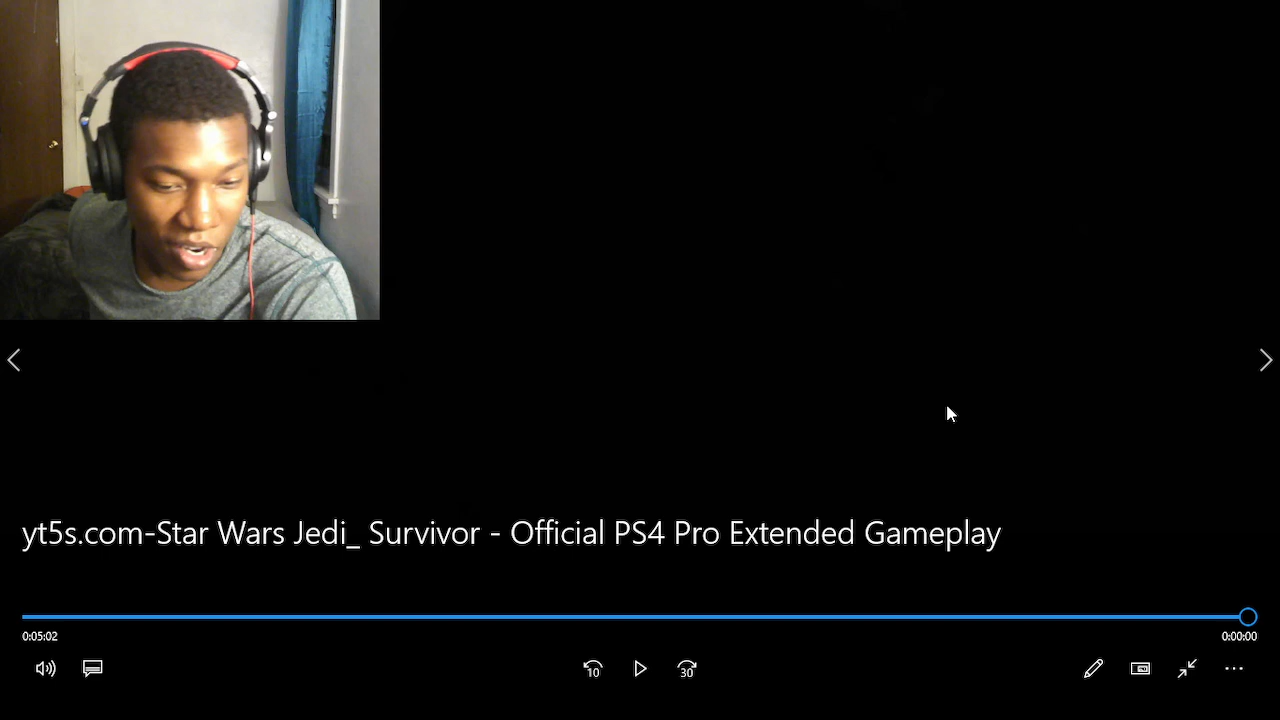 yt5s.com-Star Wars Jedi_ Survivor - Official PS4 Pro Extended Gameplay
0:05:02
0:00:00
10
30